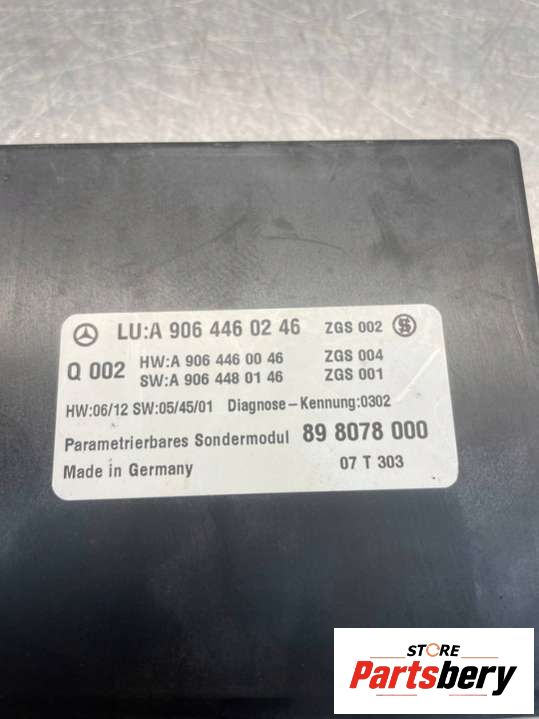 LU:A 906 446 02 46 ZGS 002
Q 002 HW:A 906 446 00 46 ZGS 004
SW:A 906 448 01 46 ZGS 001
HW:06/12 SW:05/45/01 Diagnose-Kennung:0302
Parametrierbares Sondermodul 89 8078 000
Made in Germany 07 T 303
STORE
Partsbery